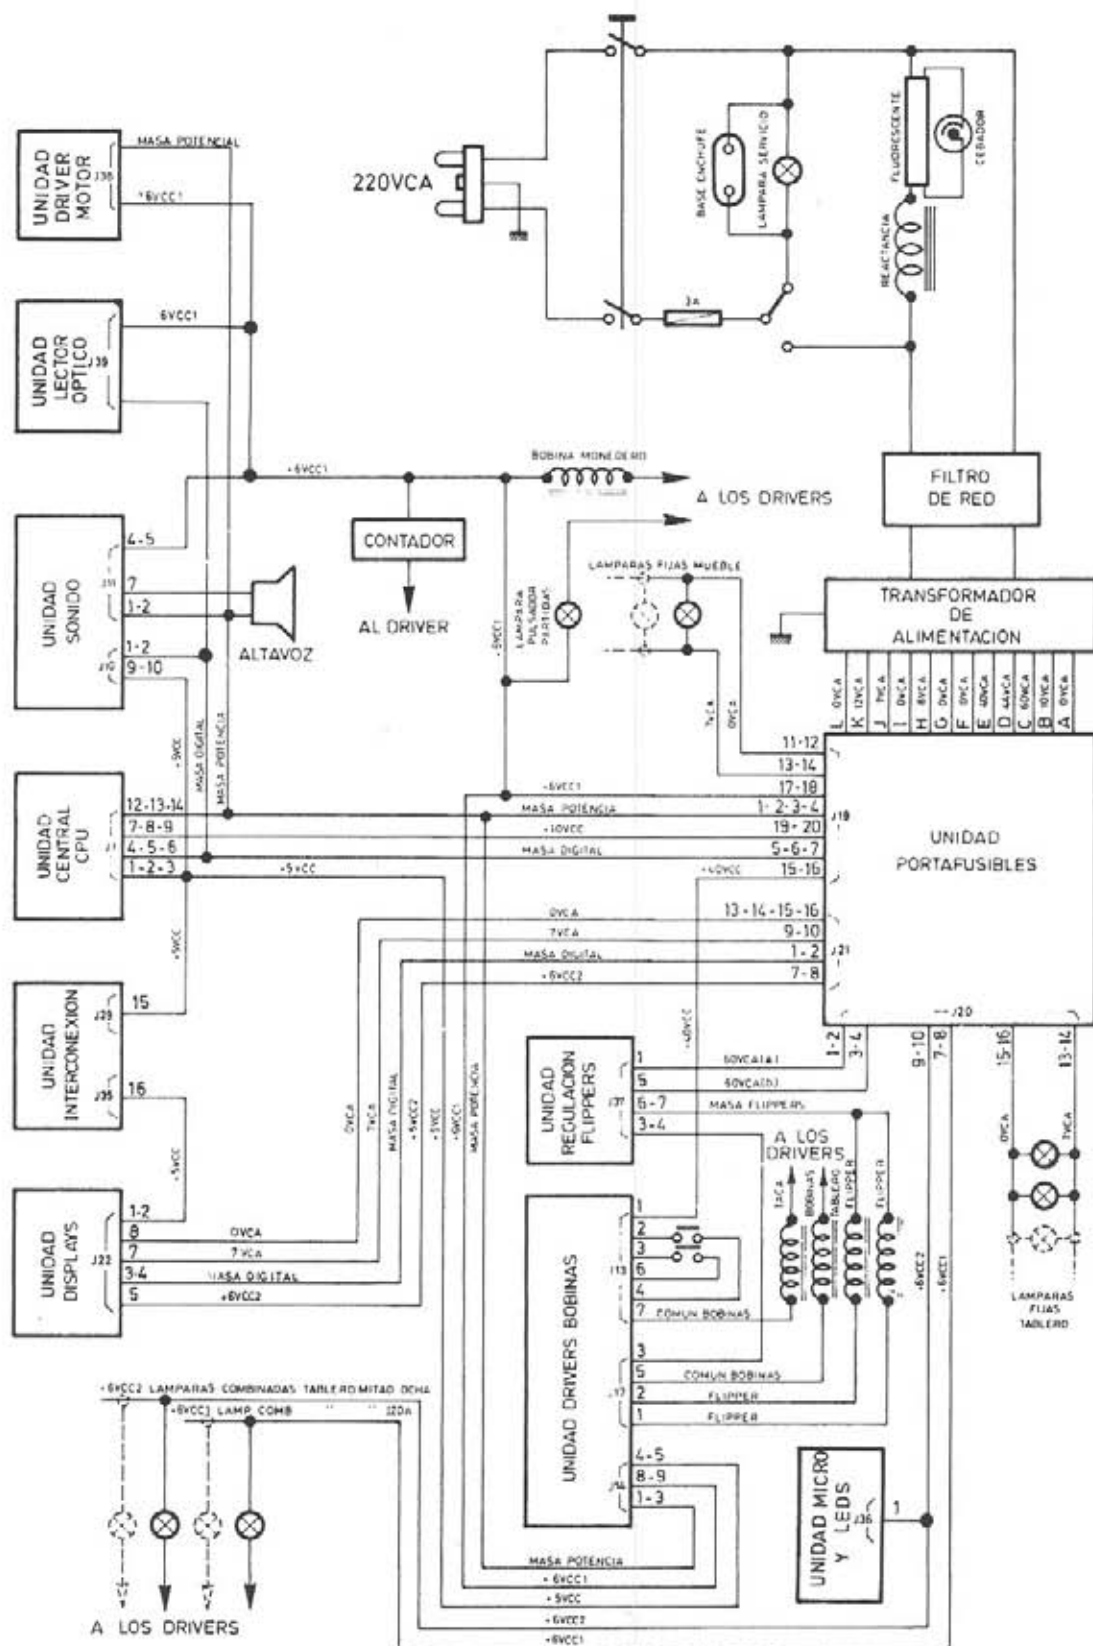 220VCA
BASE ENCHUFE
LAMPARA SERVICIO
FLUORESCENTE
CEBADOR
REACTANCIA
3A
UNIDAD
DRIVER
MOTOR
J38
MASA POTENCIAL
+6VCC1
UNIDAD
LECTOR
OPTICO
J39
6VCC1
+6VCC1
BOBINA MONEDERO
A LOS DRIVERS
FILTRO
DE RED
UNIDAD
SONIDO
4-5
7
1-2
1-2
9-10
J10
ALTAVOZ
CONTADOR
AL DRIVER
LAMPARA
PULSADOR
PARTIDAS
LAMPARAS FIJAS MUEBLE
7VCA
0VCA
TRANSFORMADOR
DE
ALIMENTACION
L 0VCA
K 12VCA
J 7VCA
I 0VCA
H 8VCA
G 0VCA
F 0VCA
E 40VCA
D 44VCA
C 60VCA
B 10VCA
A 0VCA
+5VCC
MASA DIGITAL
MASA POTENCIA
UNIDAD
CENTRAL
CPU
J1
12-13-14
7-8-9
4-5-6
1-2-3
+5VCC
+6VCC1
MASA POTENCIA
+10VCC
MASA DIGITAL
+40VCC
11-12
13-14
17-18
1-2-3-4
19-20
5-6-7
15-16
J19
UNIDAD
PORTAFUSIBLES
0VCA
7VCA
MASA DIGITAL
+6VCC2
13-14-15-16
9-10
1-2
7-8
J21
J20
1-2
3-4
9-10
7-8
15-16
13-14
+5VCC
UNIDAD
INTERCONEXION
J29
15
J35
16
+5VCC
0VCA
7VCA
MASA DIGITAL
+5VCC2
+5VCC
+6VCC1
MASA POTENCIA
+40VCC
UNIDAD
REGULACION
FLIPPERS
J37
1
5
6-7
3-4
60VCA(a)
60VCA(b)
MASA FLIPPERS
A LOS
DRIVERS
TACA
BOBINAS
TABLERO
FLIPPER
FLIPPER
0VCA
7VCA
LAMPARAS
FIJAS
TABLERO
+6VCC2
+6VCC1
UNIDAD
DISPLAYS
J22
1-2
8
7
3-4
5
0VCA
7VCA
MASA DIGITAL
+6VCC2
UNIDAD DRIVERS BOBINAS
J13
1
2
3
6
4
7
COMUN BOBINAS
J17
3
5
2
1
COMUN BOBINAS
FLIPPER
FLIPPER
4-5
8-9
1-3
+6VCC2 LAMPARAS COMBINADAS TABLERO MITAD DCHA
+6VCC1 LAMP COMB " " IZDA
A LOS DRIVERS
UNIDAD MICRO
Y LEDS
J36
1
MASA POTENCIA
+6VCC1
+5VCC
+6VCC2
+6VCC1